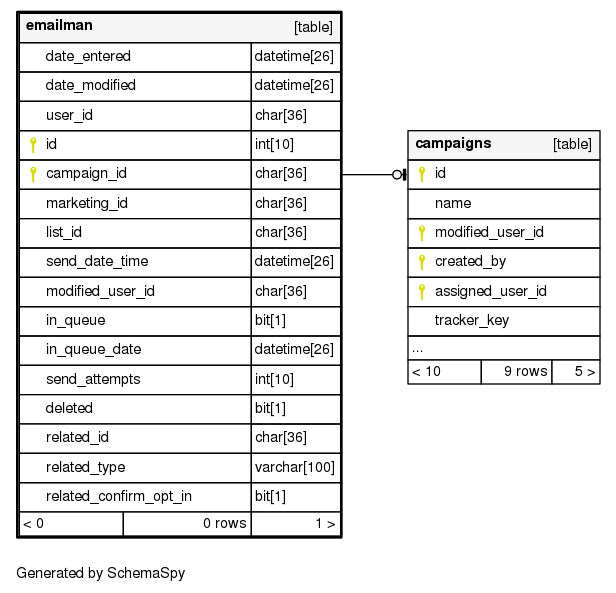 emailman [table]
date_entered datetime[26]
date_modified datetime[26]
user_id char[36]
id int[10]
campaign_id char[36]
marketing_id char[36]
list_id char[36]
send_date_time datetime[26]
modified_user_id char[36]
in_queue bit[1]
in_queue_date datetime[26]
send_attempts int[10]
deleted bit[1]
related_id char[36]
related_type varchar[100]
related_confirm_opt_in bit[1]
< 0 0 rows 1 >
campaigns [table]
id
name
modified_user_id
created_by
assigned_user_id
tracker_key
...
< 10 9 rows 5 >
Generated by SchemaSpy